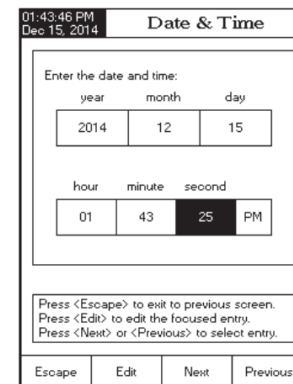 01:43:46 PM
Dec 15, 2014
Date & Time
Enter the date and time:
year month day
2014 12 15
hour minute second
01 43 25 PM
Press <Escape> to exit to previous screen.
Press <Edit> to edit the focused entry.
Press <Next> or <Previous> to select entry.
Escape Edit Next Previous